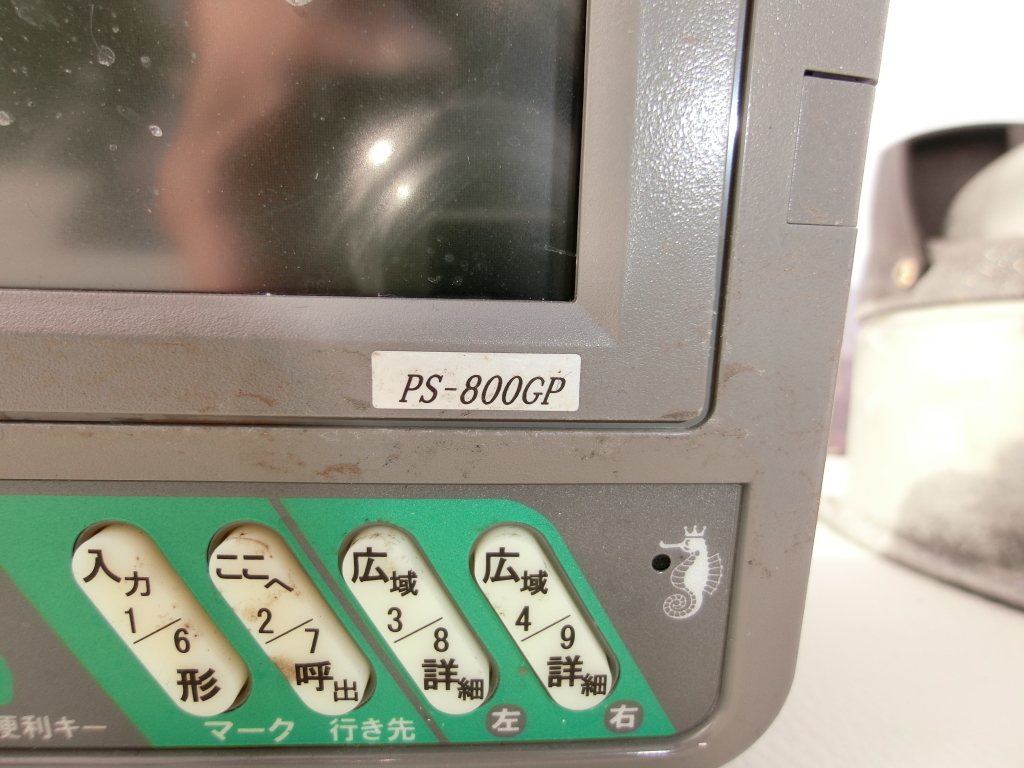 PS-800GP
入力
1/6
形
ここへ
2/7
呼出
広域
3/8
詳細
広域
4/9
詳細
左
右
便利キー
マーク
行き先